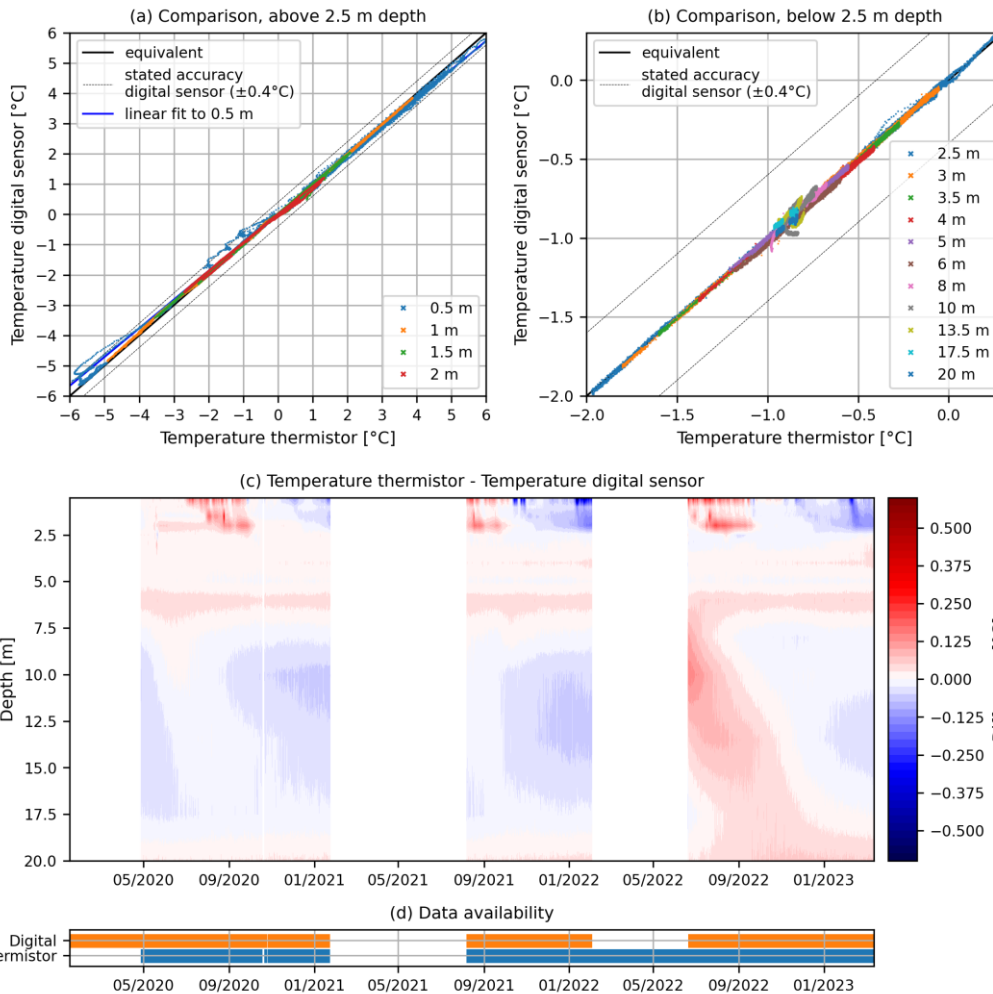 (a) Comparison, above 2.5 m depth
6
5
4
3
2
1
0
−1
−2
−3
−4
−5
−6
Temperature digital sensor [°C]
equivalent
stated accuracy
digital sensor (±0.4°C)
linear fit to 0.5 m
0.5 m
1 m
1.5 m
2 m
−6 −5 −4 −3 −2 −1 0 1 2 3 4 5 6
Temperature thermistor [°C]
(b) Comparison, below 2.5 m depth
0.0
−0.5
−1.0
−1.5
−2.0
Temperature digital sensor [°C]
equivalent
stated accuracy
digital sensor (±0.4°C)
2.5 m
3 m
3.5 m
4 m
5 m
6 m
8 m
10 m
13.5 m
17.5 m
20 m
−2.0 −1.5 −1.0 −0.5 0.0
Temperature thermistor [°C]
(c) Temperature thermistor - Temperature digital sensor
2.5
5.0
7.5
10.0
12.5
15.0
17.5
20.0
Depth [m]
05/2020 09/2020 01/2021 05/2021 09/2021 01/2022 05/2022 09/2022 01/2023
0.500
0.375
0.250
0.125
0.000
−0.125
−0.250
−0.375
−0.500
(d) Data availability
Digital
ermistor
05/2020 09/2020 01/2021 05/2021 09/2021 01/2022 05/2022 09/2022 01/2023